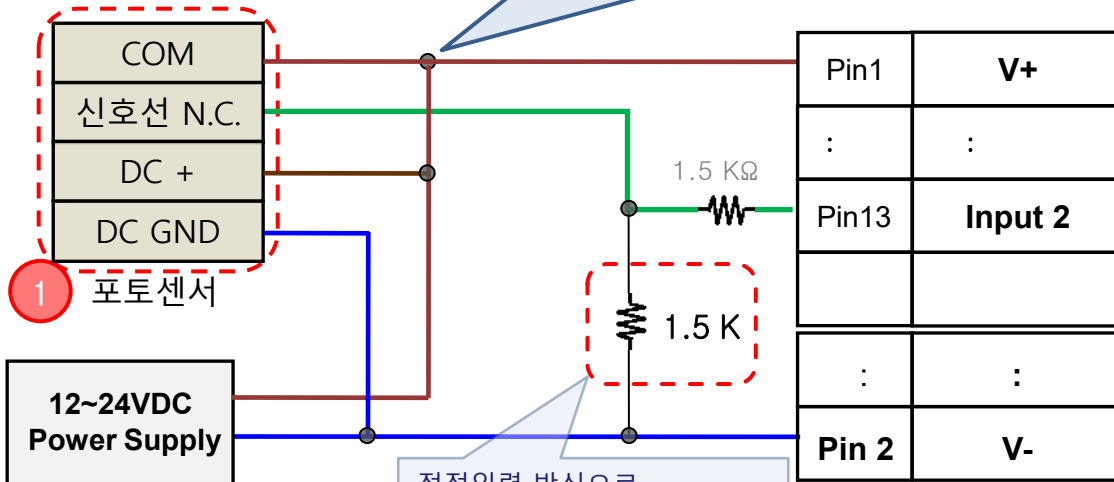 COM
신호선 N.C.
DC +
DC GND
1
포토센서
12~24VDC
Power Supply
1.5 KΩ
1.5 K
Pin1
V+
:
:
Pin13
Input 2
:
:
Pin 2
V-